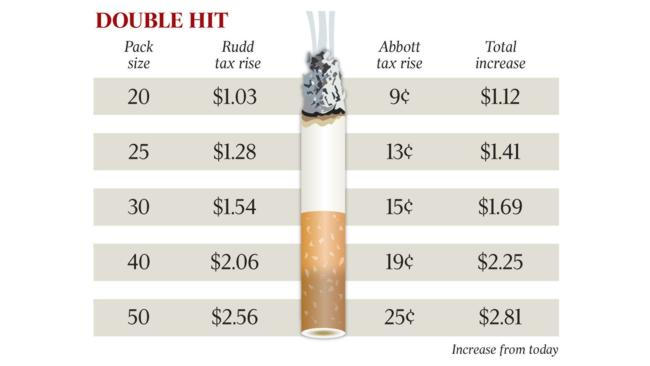 DOUBLE HIT
Pack size Rudd tax rise Abbott tax rise Total increase
20 $1.03 9¢ $1.12
25 $1.28 13¢ $1.41
30 $1.54 15¢ $1.69
40 $2.06 19¢ $2.25
50 $2.56 25¢ $2.81
Increase from today